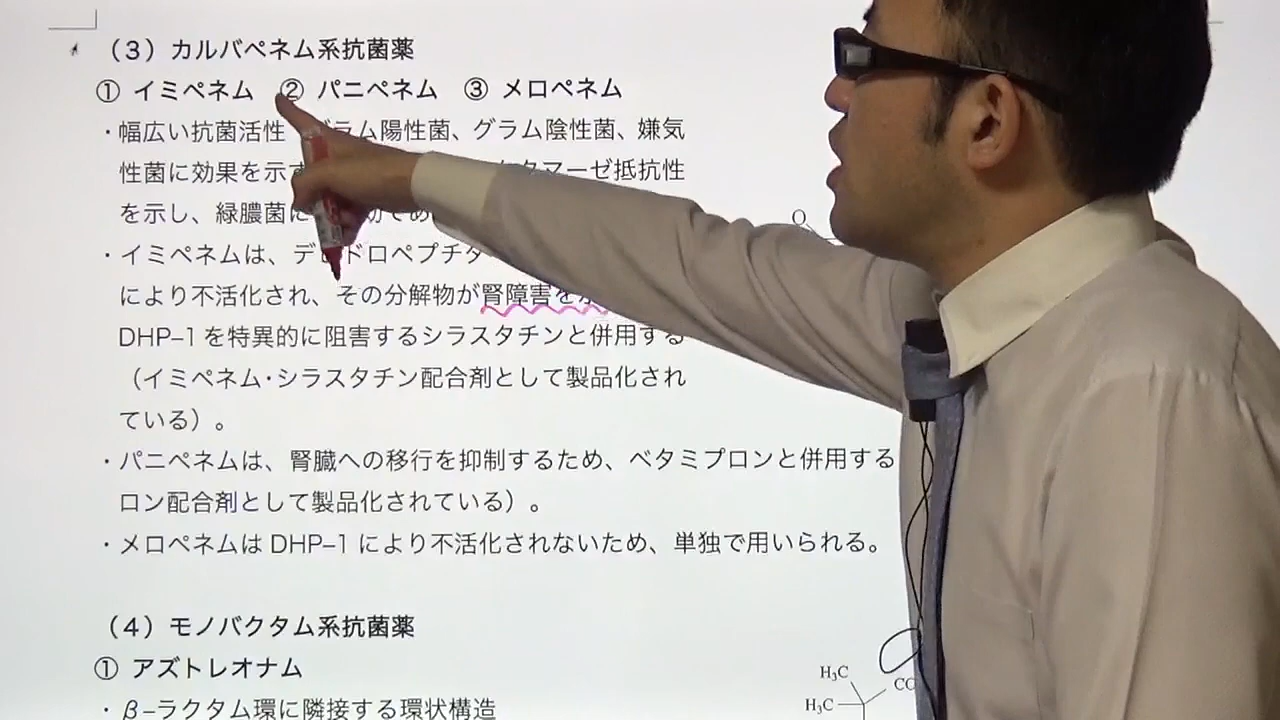 （3）カルバペネム系抗菌薬
① イミペネム ② パニペネム ③ メロペネム
・幅広い抗菌活性 グラム陽性菌、グラム陰性菌、嫌気
性菌に効果を示す タマーゼ抵抗性
を示し、緑膿菌に
・イミペネムは、デヒドロペプチダ
により不活化され、その分解物が腎障害を
DHP–1を特異的に阻害するシラスタチンと併用する
（イミペネム・シラスタチン配合剤として製品化され
ている）。
・パニペネムは、腎臓への移行を抑制するため、ベタミプロンと併用する
ロン配合剤として製品化されている）。
・メロペネムは DHP–1 により不活化されないため、単独で用いられる。
（4）モノバクタム系抗菌薬
① アズトレオナム
・β–ラクタム環に隣接する環状構造
O
H₃C
CO
H₃C